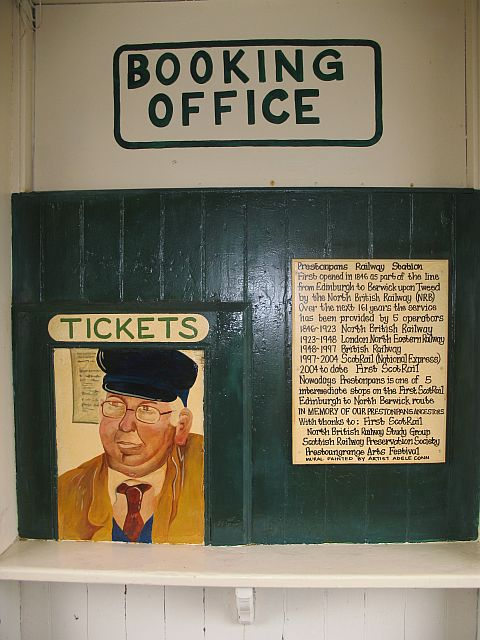 BOOKING
OFFICE
TICKETS
Prestonpans Railway Station
First opened in 1846 as part of the line
from Edinburgh to Berwick upon Tweed
by the North British Railway (NRB)
Over the next 161 years the service
has been provided by 5 operators
1846-1923 North British Railway
1923-1948 London North Eastern Railway
1948-1997 British Railway
1997-2004 ScotRail (National Express)
2004 to date First ScotRail
Nowadays Prestonpans is one of 5
intermediate stops on the First ScotRail
Edinburgh to North Berwick route
IN MEMORY OF OUR PRESTONPANS ANCESTORS
With thanks to: First ScotRail
North British Railway Study Group
Scottish Railway Preservation Society
Prestoungrange Arts Festival
MURAL PAINTED BY ARTIST ADELE CONN